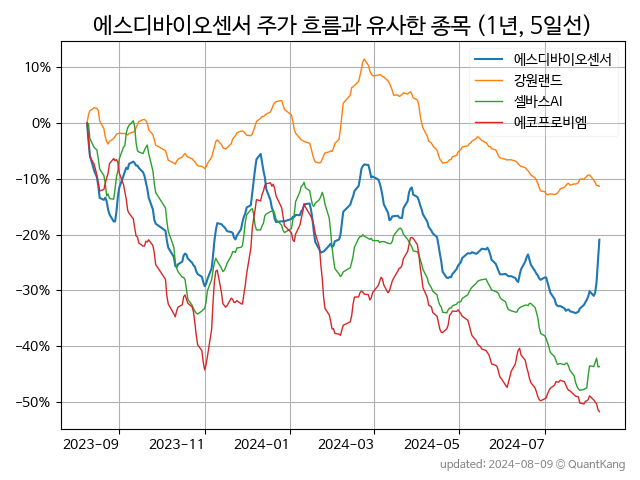 에스디바이오센서 주가 흐름과 유사한 종목 (1년, 5일선)
에스디바이오센서
강원랜드
셀바스AI
에코프로비엠
10%
0%
−10%
−20%
−30%
−40%
−50%
2023-09
2023-11
2024-01
2024-03
2024-05
2024-07
updated: 2024-08-09 © QuantKang